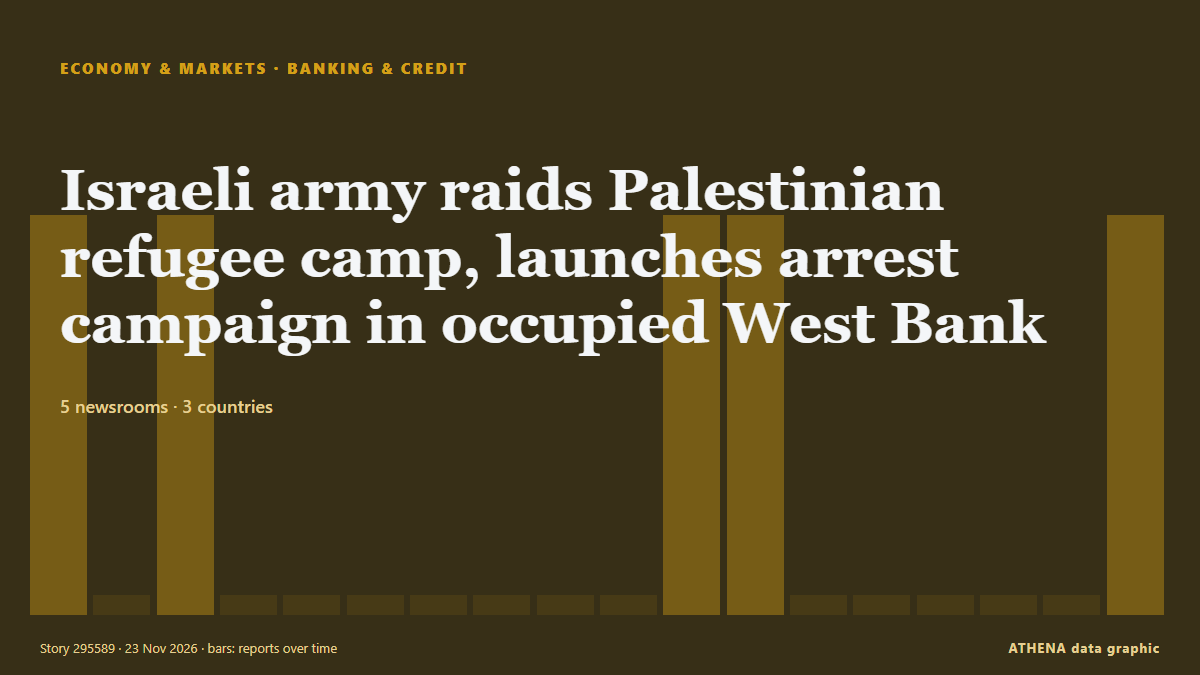 ECONOMY & MARKETS · BANKING & CREDIT
Israeli army raids Palestinian
refugee camp, launches arrest
campaign in occupied West Bank
5 newsrooms · 3 countries
Story 295589 · 23 Nov 2026 · bars: reports over time
ATHENA data graphic